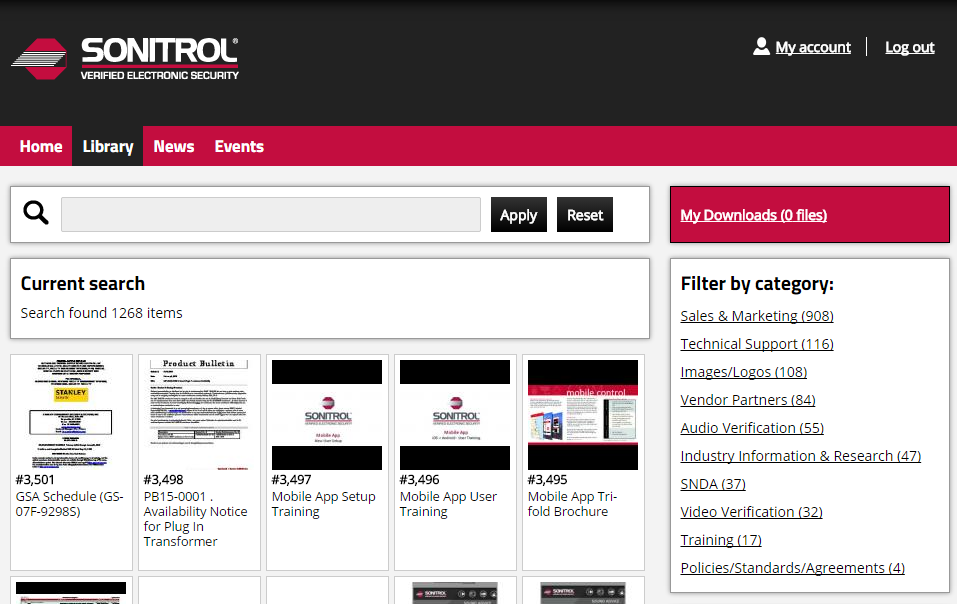 SONITROL®
VERIFIED ELECTRONIC SECURITY
My account
Log out
Home
Library
News
Events
Apply
Reset
My Downloads (0 files)
Current search
Search found 1268 items
Filter by category:
Sales & Marketing (908)
Technical Support (116)
Images/Logos (108)
Vendor Partners (84)
Audio Verification (55)
Industry Information & Research (47)
SNDA (37)
Video Verification (32)
Training (17)
Policies/Standards/Agreements (4)
STANLEY
#3,501
GSA Schedule (GS-
07F-9298S)
Product Bulletin
#3,498
PB15-0001 .
Availability Notice
for Plug In
Transformer
SONITROL
VERIFIED ELECTRONIC SECURITY
Mobile App
#3,497
Mobile App Setup
Training
SONITROL
VERIFIED ELECTRONIC SECURITY
Mobile App
#3,496
Mobile App User
Training
mobile control
#3,495
Mobile App Tri-
fold Brochure